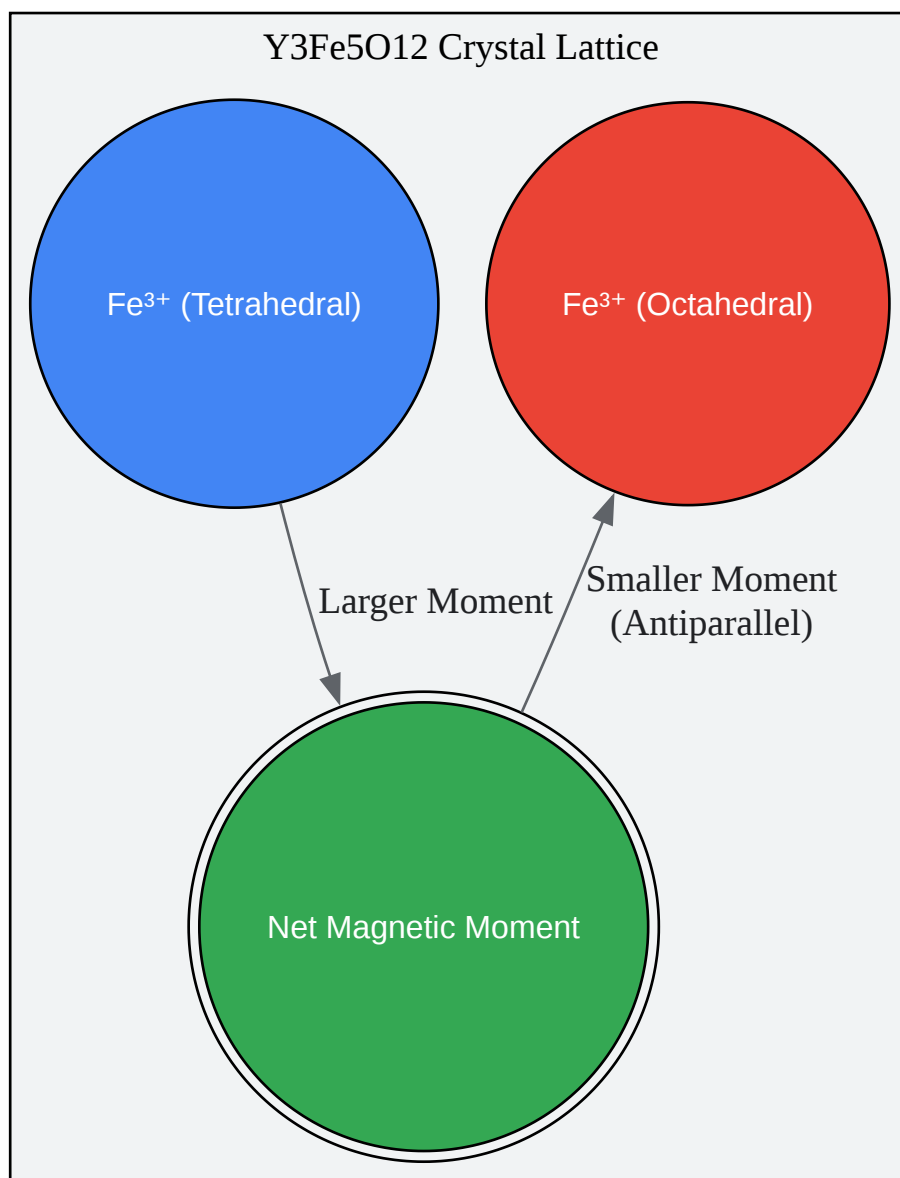 Y3Fe5O12 Crystal Lattice
Fe³⁺ (Tetrahedral)
Fe³⁺ (Octahedral)
Larger Moment
Smaller Moment
(Antiparallel)
Net Magnetic Moment